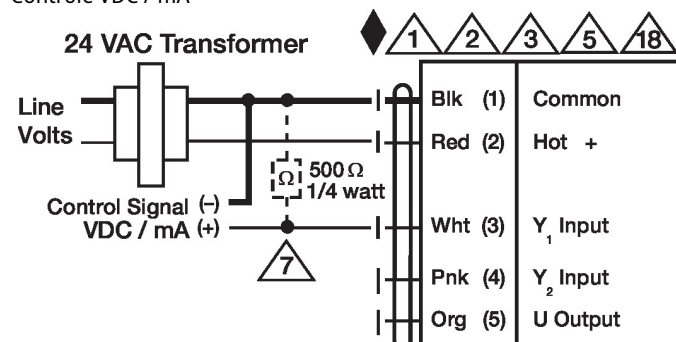 Controle VDC / mA
24 VAC Transformer
1 2 3 5 18
Line
Volts
Blk (1) Common
Red (2) Hot +
Ω 500 Ω
1/4 watt
Control Signal (-)
VDC / mA (+)
Wht (3) Y1 Input
7
Pnk (4) Y2 Input
Org (5) U Output